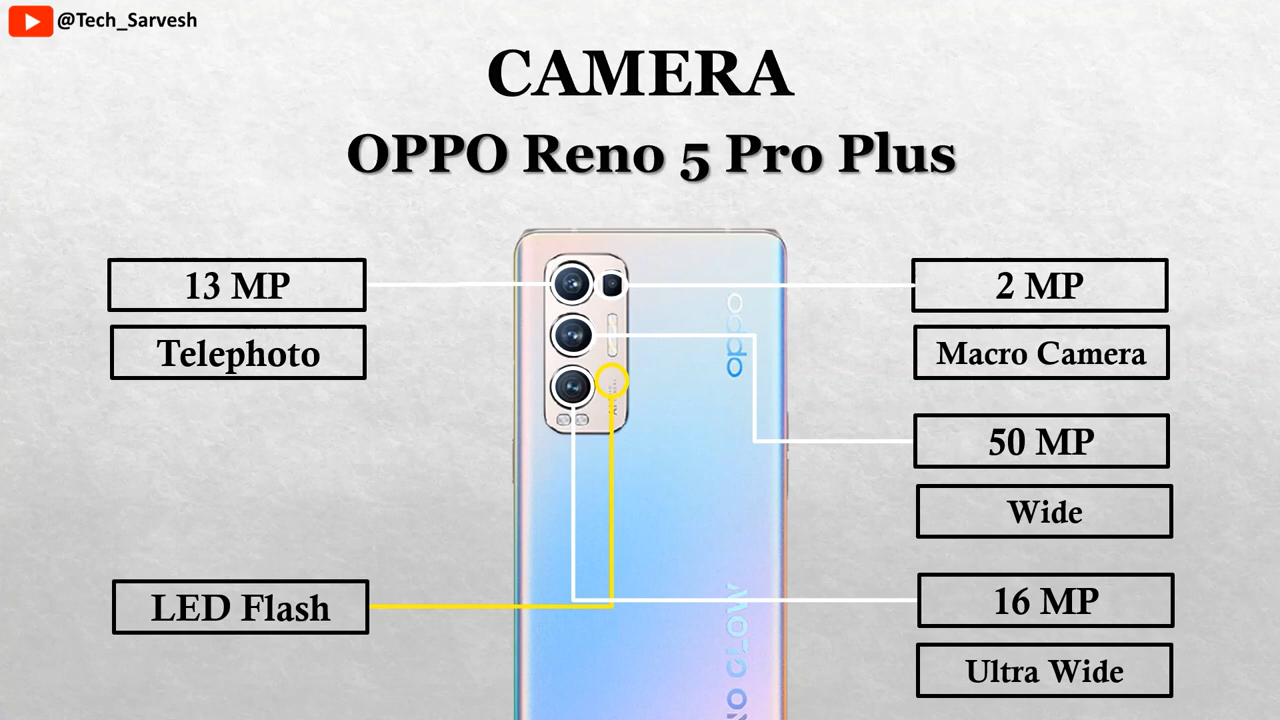 @Tech_Sarvesh
CAMERA
OPPO Reno 5 Pro Plus
13 MP
Telephoto
2 MP
Macro Camera
oppo
50 MP
Wide
LED Flash
16 MP
Ultra Wide
GLOW